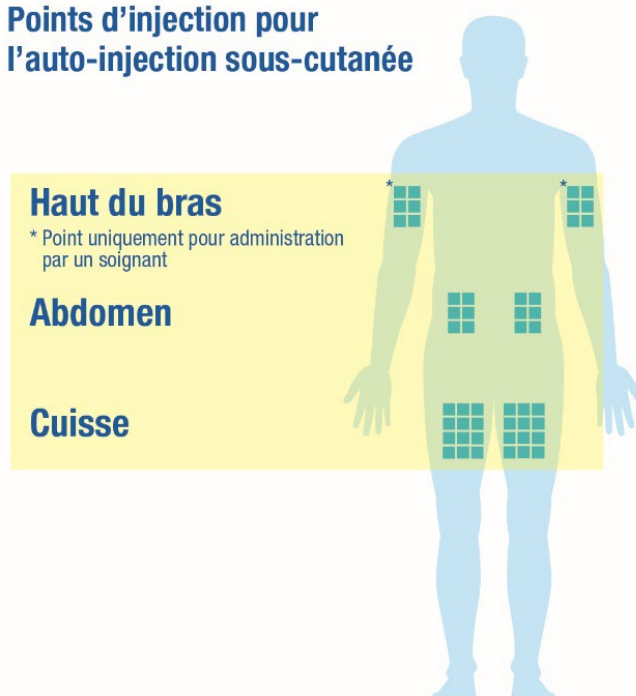 Points d’injection pour
l’auto-injection sous-cutanée
*
*
Haut du bras
* Point uniquement pour administration
par un soignant
Abdomen
Cuisse